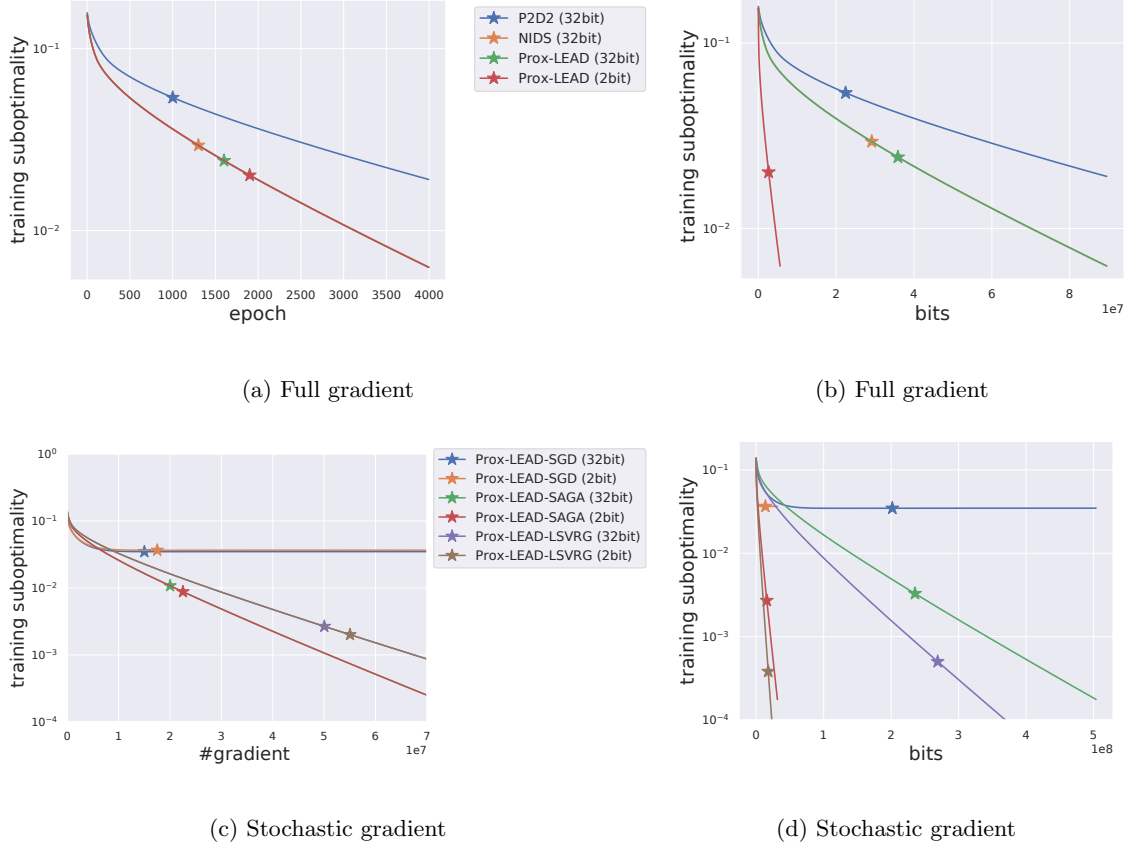 P2D2 (32bit)
NIDS (32bit)
Prox-LEAD (32bit)
Prox-LEAD (2bit)
training suboptimality
10⁻¹
10⁻²
0 500 1000 1500 2000 2500 3000 3500 4000
epoch
(a) Full gradient
training suboptimality
10⁻¹
10⁻²
0 2 4 6 8
1e7
bits
(b) Full gradient
Prox-LEAD-SGD (32bit)
Prox-LEAD-SGD (2bit)
Prox-LEAD-SAGA (32bit)
Prox-LEAD-SAGA (2bit)
Prox-LEAD-LSVRG (32bit)
Prox-LEAD-LSVRG (2bit)
training suboptimality
10⁰
10⁻¹
10⁻²
10⁻³
10⁻⁴
0 1 2 3 4 5 6 7
1e7
#gradient
(c) Stochastic gradient
training suboptimality
10⁻¹
10⁻²
10⁻³
10⁻⁴
0 1 2 3 4 5
1e8
bits
(d) Stochastic gradient